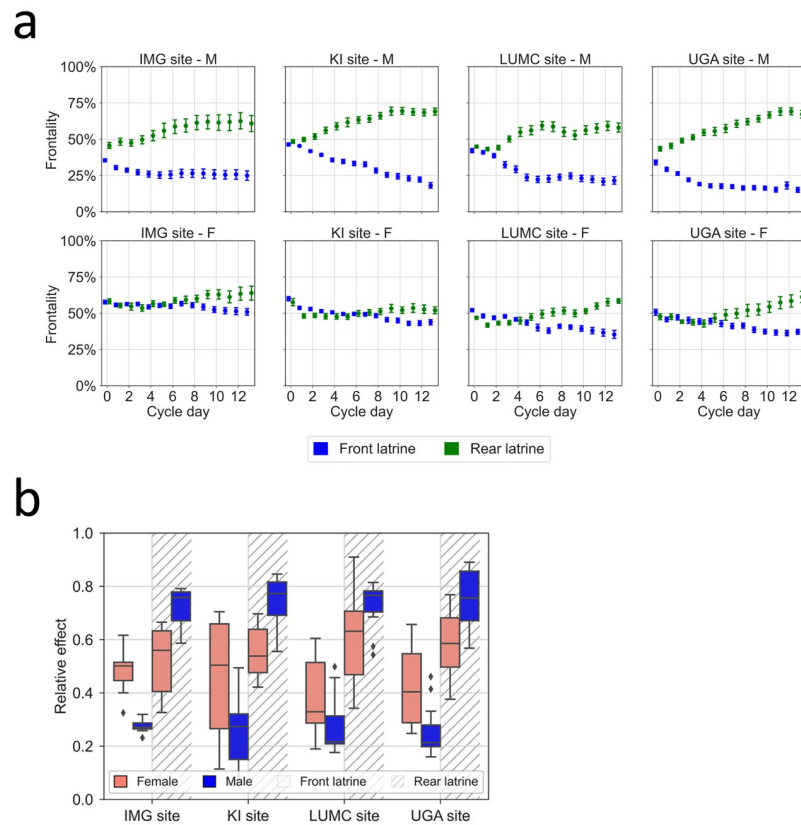 a
IMG site - M KI site - M LUMC site - M UGA site - M
100%
75%
50%
25%
0%
Frontality
IMG site - F KI site - F LUMC site - F UGA site - F
100%
75%
50%
25%
0%
Frontality
0 2 4 6 8 10 12 0 2 4 6 8 10 12 0 2 4 6 8 10 12 0 2 4 6 8 10 12
Cycle day Cycle day Cycle day Cycle day
Front latrine Rear latrine
b
1.0
0.8
0.6
0.4
0.2
0.0
Relative effect
Female Male Front latrine Rear latrine
IMG site KI site LUMC site UGA site